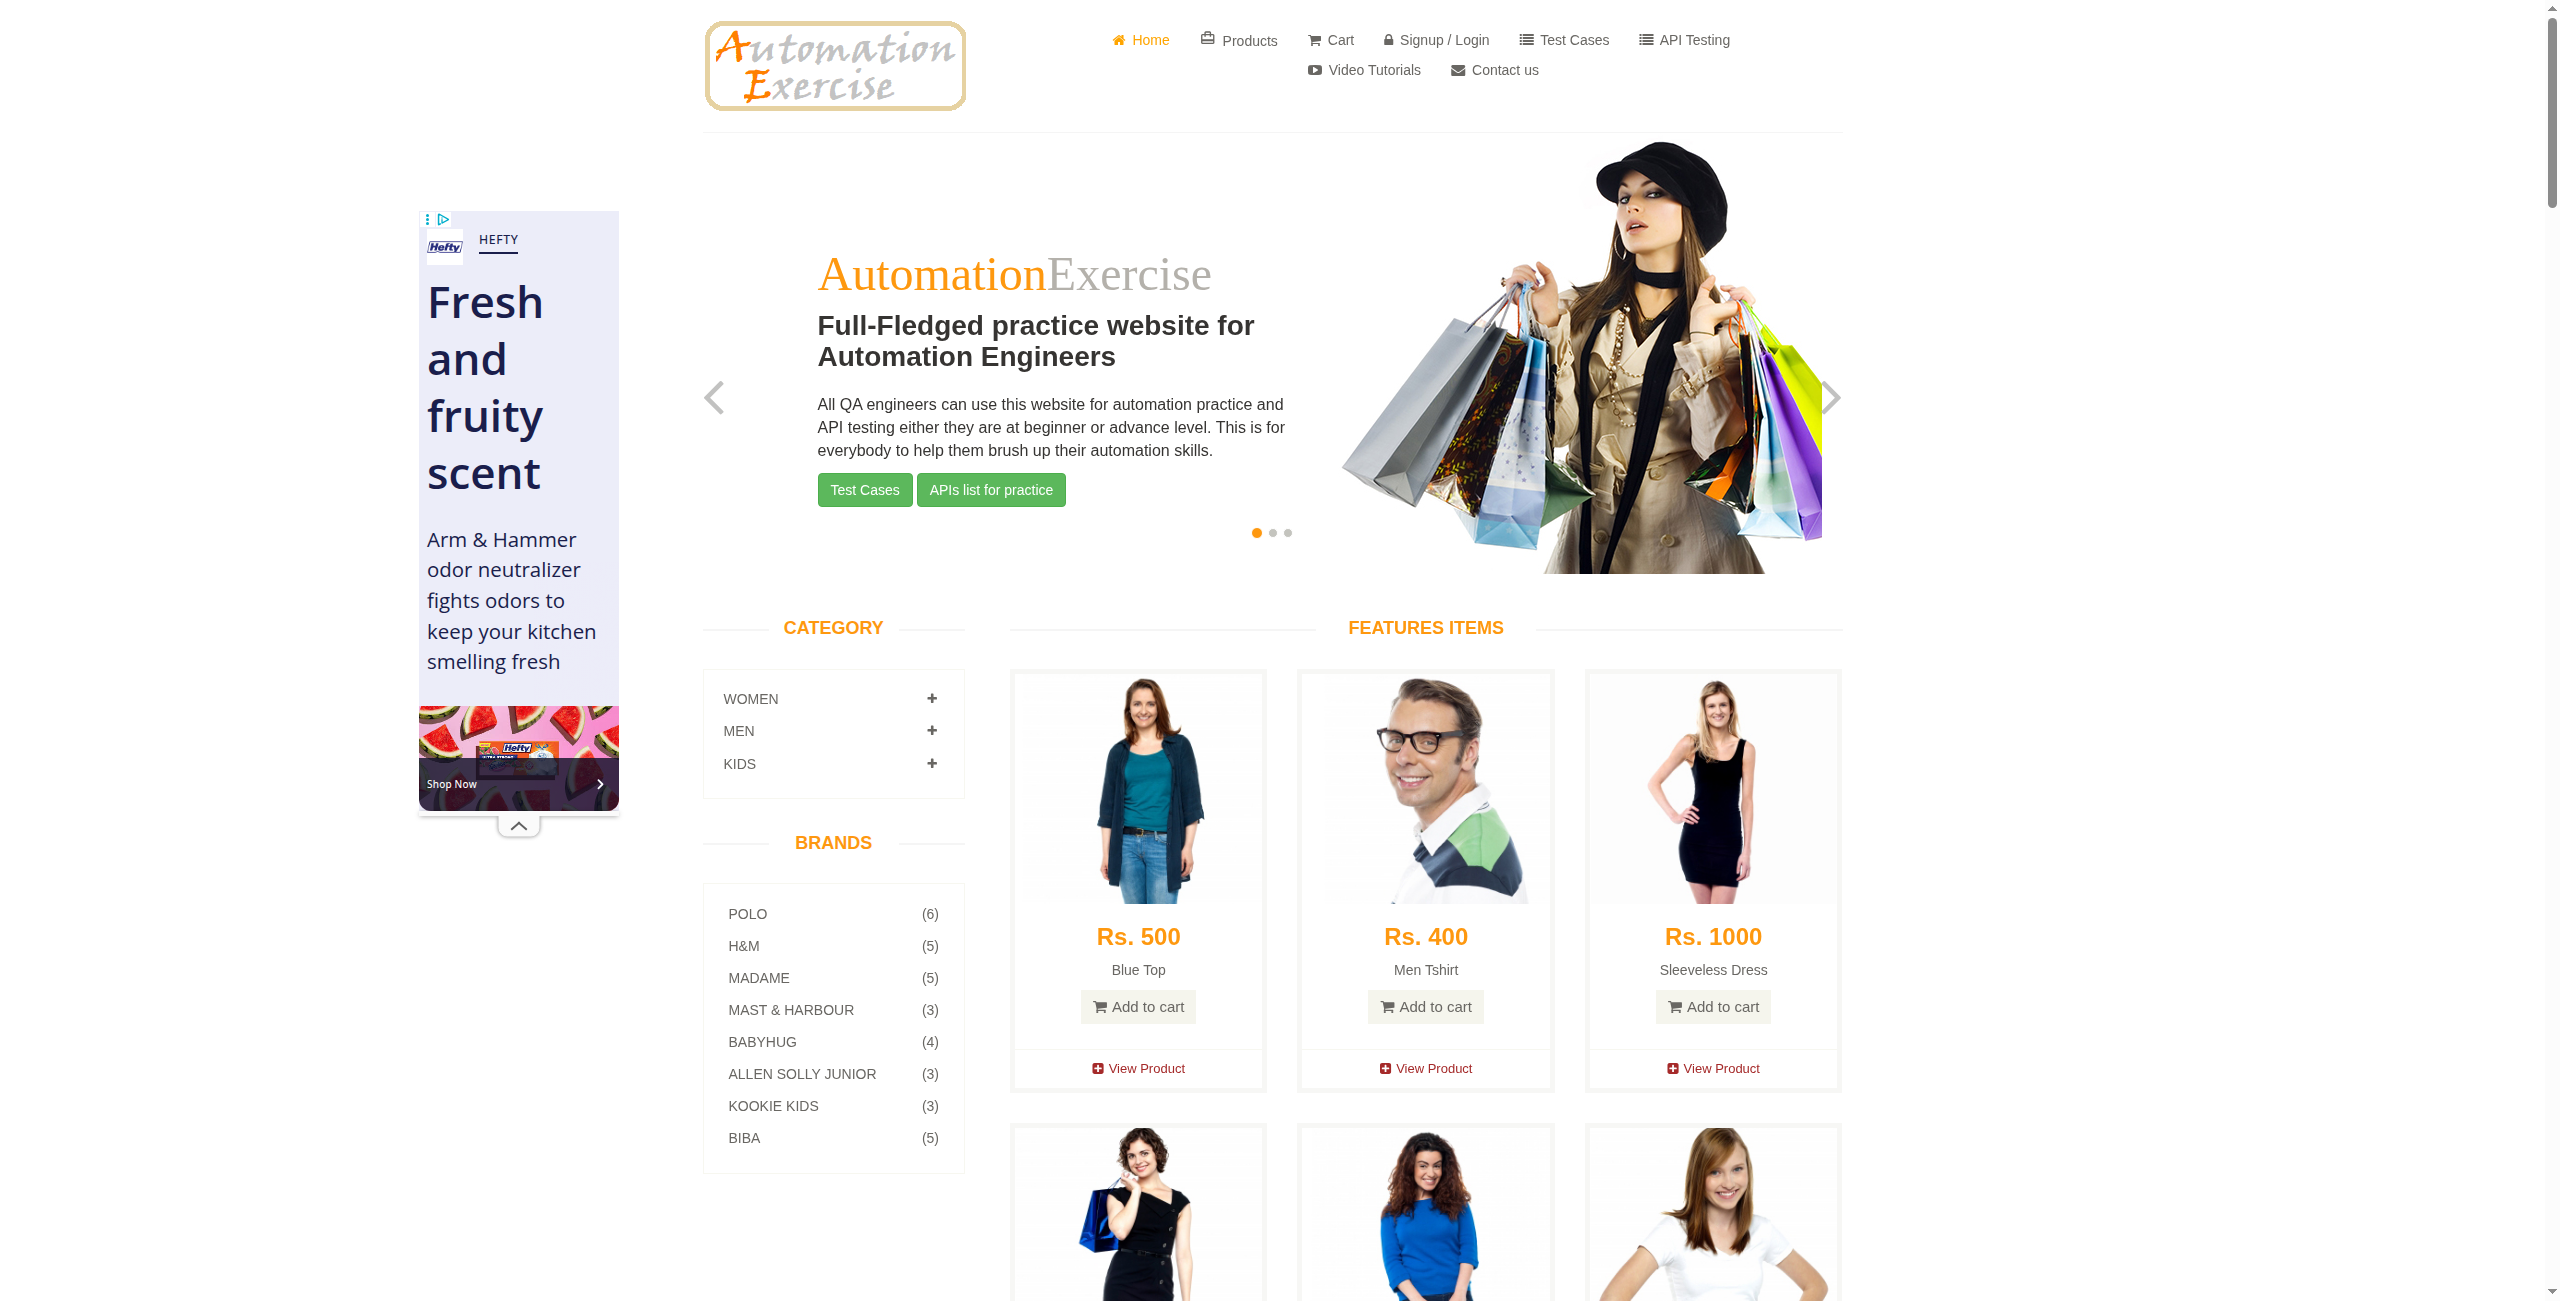 Automation
Exercise
Home
Products
Cart
Signup / Login
Test Cases
API Testing
Video Tutorials
Contact us
Hefty
HEFTY
Fresh
and
fruity
scent
Arm & Hammer
odor neutralizer
fights odors to
keep your kitchen
smelling fresh
Hefty
Shop Now
AutomationExercise
Full-Fledged practice website for
Automation Engineers
All QA engineers can use this website for automation practice and
API testing either they are at beginner or advance level. This is for
everybody to help them brush up their automation skills.
Test Cases
APIs list for practice
CATEGORY
WOMEN
MEN
KIDS
BRANDS
POLO (6)
H&M (5)
MADAME (5)
MAST & HARBOUR (3)
BABYHUG (4)
ALLEN SOLLY JUNIOR (3)
KOOKIE KIDS (3)
BIBA (5)
FEATURES ITEMS
Rs. 500
Blue Top
Add to cart
View Product
Rs. 400
Men Tshirt
Add to cart
View Product
Rs. 1000
Sleeveless Dress
Add to cart
View Product